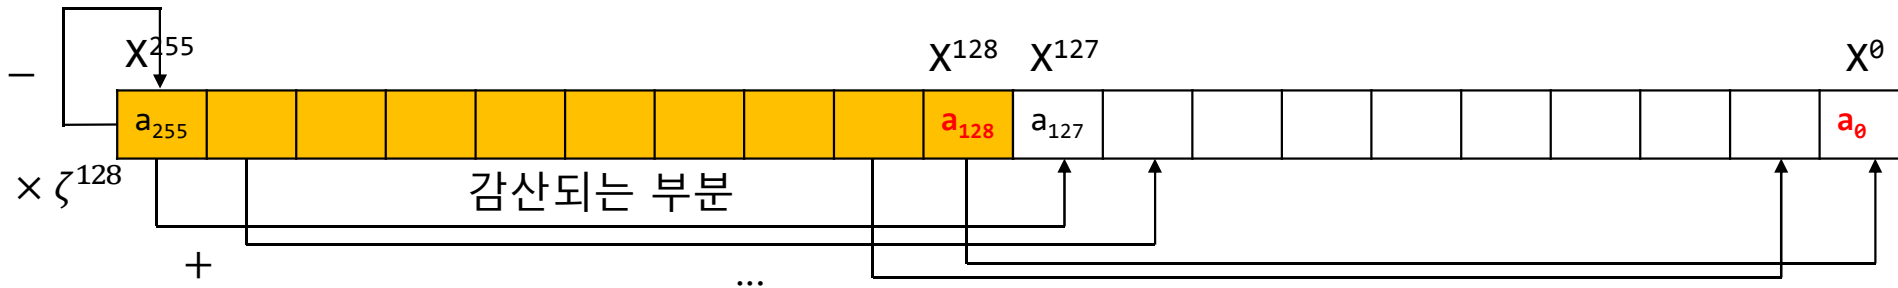 X²⁵⁵ X¹²⁸ X¹²⁷ X⁰
−
a₂₅₅ a₁₂₈ a₁₂₇ a₀
× ζ¹²⁸
감산되는 부분
+
...